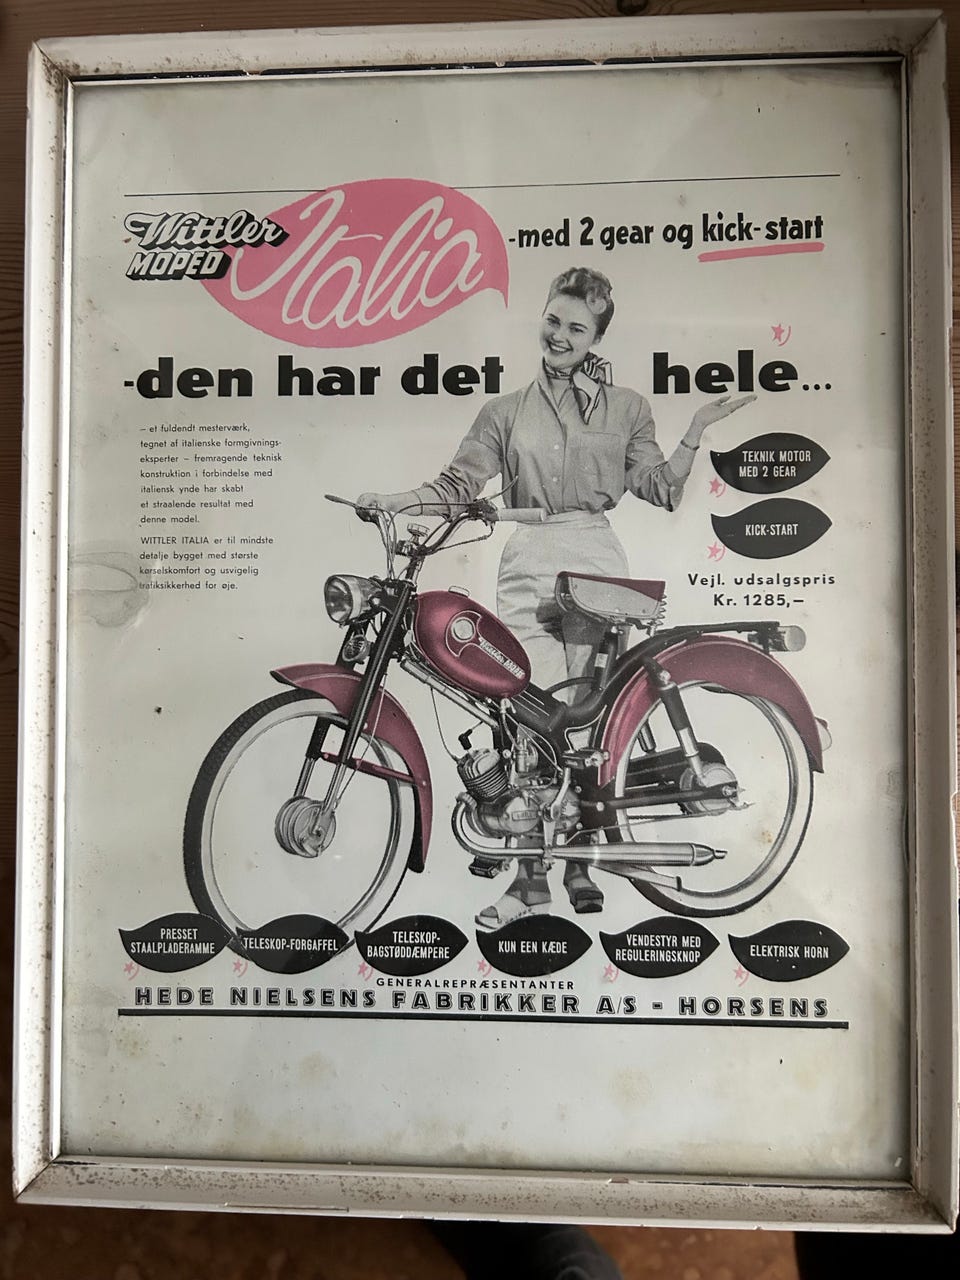 Wittler
MOPED
Italia
-med 2 gear og kick-start
-den har det hele...
– et fuldendt mesterværk,
tegnet af italienske formgivnings-
eksperter – fremragende teknisk
konstruktion i forbindelse med
italiensk ynde har skabt
et straalende resultat med
denne model.
WITTLER ITALIA er til mindste
detalje bygget med største
kørselskomfort og usvigelig
trafiksikkerhed for øje.
TEKNIK MOTOR
MED 2 GEAR
KICK-START
Vejl. udsalgspris
Kr. 1285,–
Wittler MOPED
PRESSET
STAALPLADERAMME
TELESKOP-FORGAFFEL
TELESKOP-
BAGSTØDDÆMPERE
KUN EEN KÆDE
VENDESTYR MED
REGULERINGSKNOP
ELEKTRISK HORN
GENERALREPRÆSENTANTER
HEDE NIELSENS FABRIKKER A/S - HORSENS